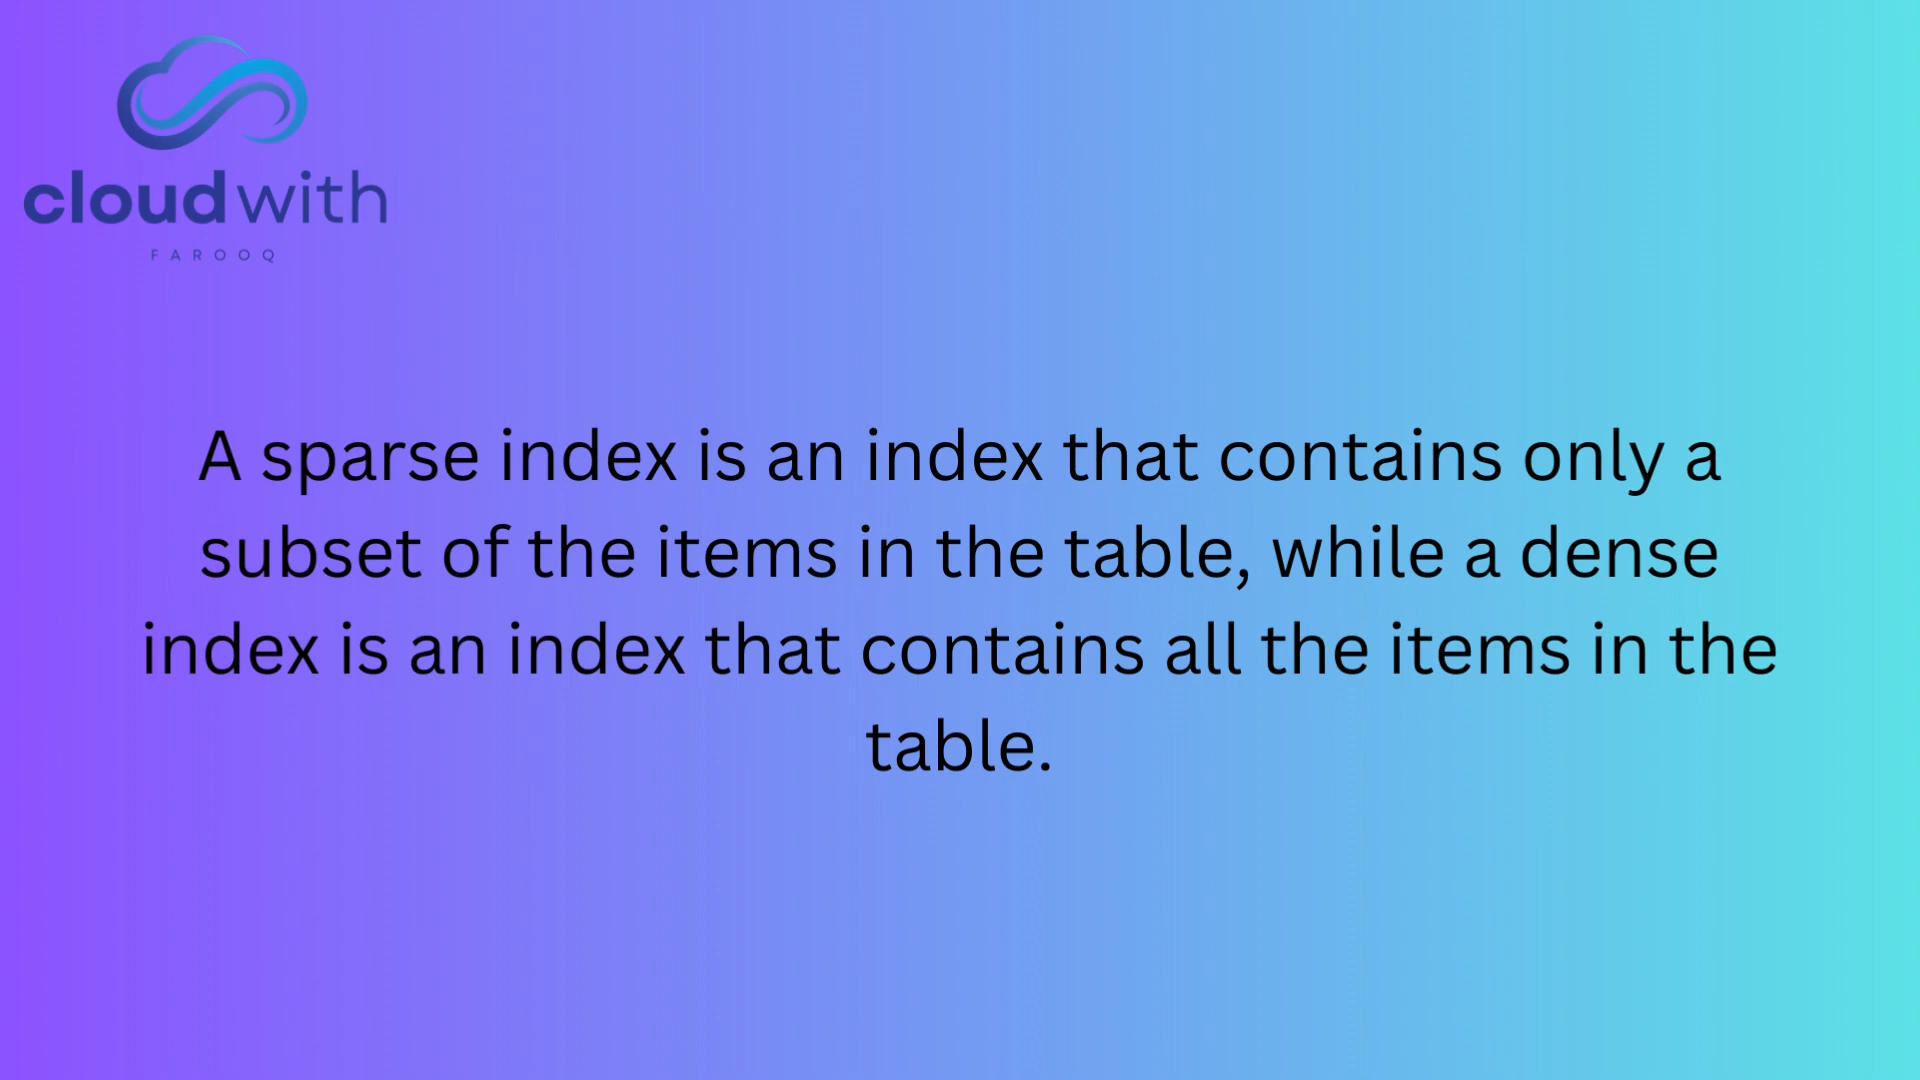 cloudwith
FAROOQ
A sparse index is an index that contains only a
subset of the items in the table, while a dense
index is an index that contains all the items in the
table.